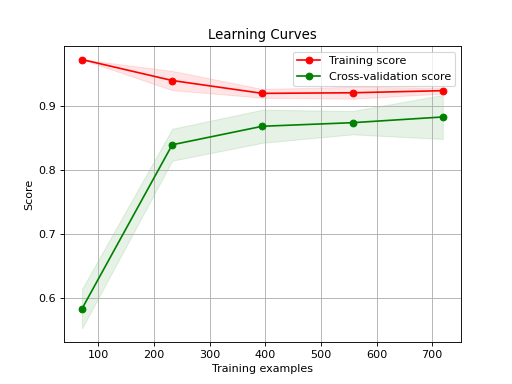 Learning Curves
Training score
Cross-validation score
0.9
0.8
0.7
0.6
Score
100 200 300 400 500 600 700
Training examples